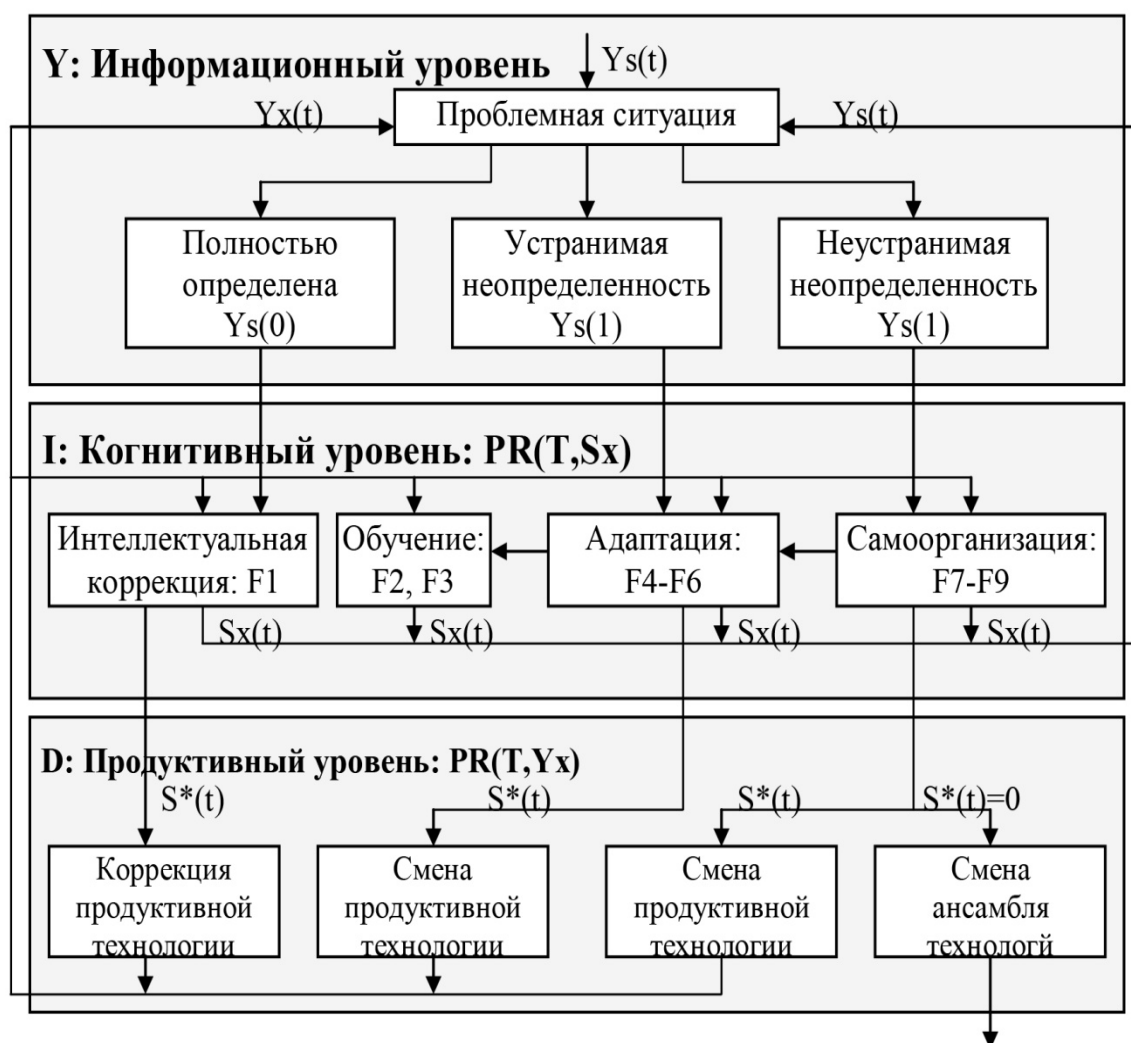 Y: Информационный уровень
Ys(t)
Yx(t)
Проблемная ситуация
Ys(t)
Полностью
определена
Ys(0)
Устранимая
неопределенность
Ys(1)
Неустранимая
неопределенность
Ys(1)
I: Когнитивный уровень: PR(T,Sx)
Интеллектуальная
коррекция: F1
Обучение:
F2, F3
Адаптация:
F4-F6
Самоорганизация:
F7-F9
Sx(t)
Sx(t)
Sx(t)
Sx(t)
D: Продуктивный уровень: PR(T,Yx)
S*(t)
S*(t)
S*(t)
S*(t)=0
Коррекция
продуктивной
технологии
Смена
продуктивной
технологии
Смена
продуктивной
технологии
Смена
ансамбля
технологй